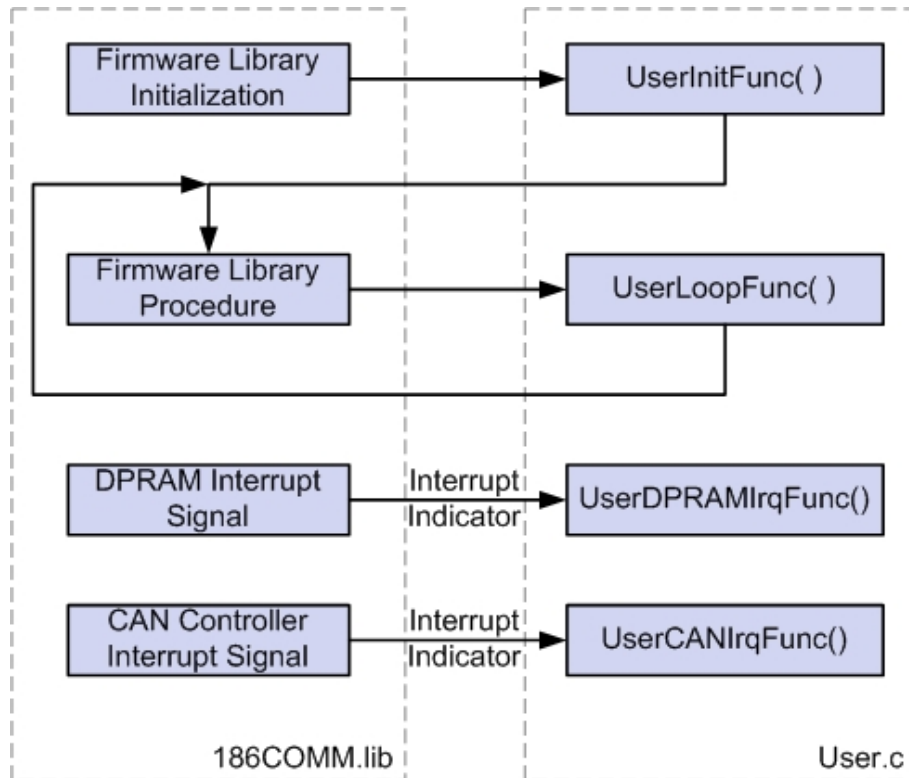 Firmware Library
Initialization
UserInitFunc( )
Firmware Library
Procedure
UserLoopFunc( )
DPRAM Interrupt
Signal
Interrupt
Indicator
UserDPRAMIrqFunc()
CAN Controller
Interrupt Signal
Interrupt
Indicator
UserCANIrqFunc()
186COMM.lib
User.c